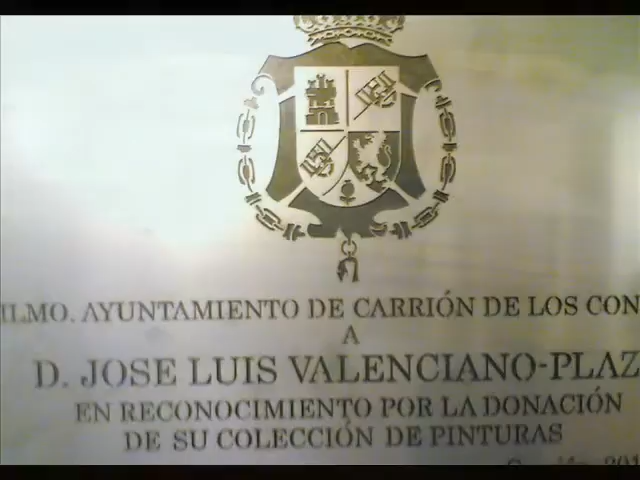 ILMO. AYUNTAMIENTO DE CARRIÓN DE LOS CON
A
D. JOSE LUIS VALENCIANO-PLAZ
EN RECONOCIMIENTO POR LA DONACIÓN
DE SU COLECCIÓN DE PINTURAS